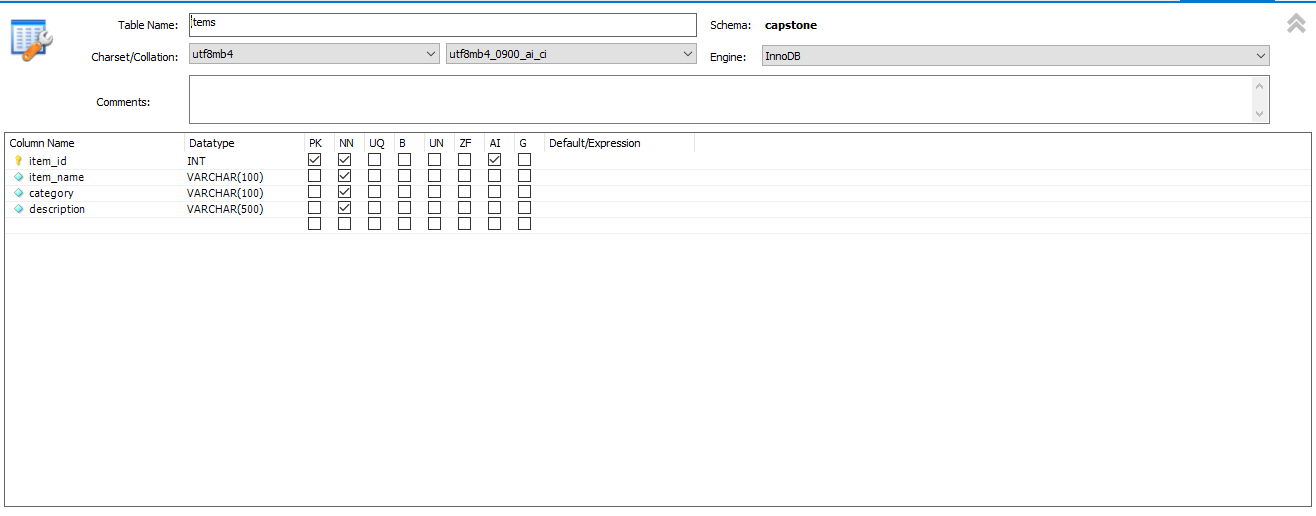 Table Name: items Schema: capstone
Charset/Collation: utf8mb4 utf8mb4_0900_ai_ci Engine: InnoDB
Comments:
Column Name Datatype PK NN UQ B UN ZF AI G Default/Expression
item_id INT
item_name VARCHAR(100)
category VARCHAR(100)
description VARCHAR(500)